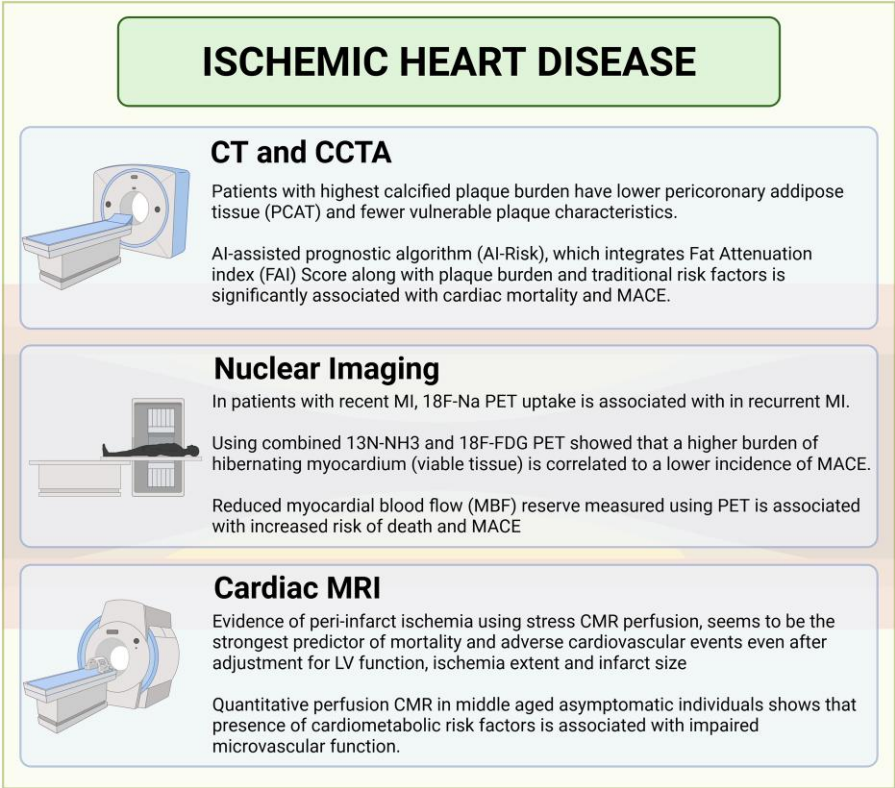 ISCHEMIC HEART DISEASE
CT and CCTA
Patients with highest calcified plaque burden have lower pericoronary addipose
tissue (PCAT) and fewer vulnerable plaque characteristics.
AI-assisted prognostic algorithm (AI-Risk), which integrates Fat Attenuation
index (FAI) Score along with plaque burden and traditional risk factors is
significantly associated with cardiac mortality and MACE.
Nuclear Imaging
In patients with recent MI, 18F-Na PET uptake is associated with in recurrent MI.
Using combined 13N-NH3 and 18F-FDG PET showed that a higher burden of
hibernating myocardium (viable tissue) is correlated to a lower incidence of MACE.
Reduced myocardial blood flow (MBF) reserve measured using PET is associated
with increased risk of death and MACE
Cardiac MRI
Evidence of peri-infarct ischemia using stress CMR perfusion, seems to be the
strongest predictor of mortality and adverse cardiovascular events even after
adjustment for LV function, ischemia extent and infarct size
Quantitative perfusion CMR in middle aged asymptomatic individuals shows that
presence of cardiometabolic risk factors is associated with impaired
microvascular function.